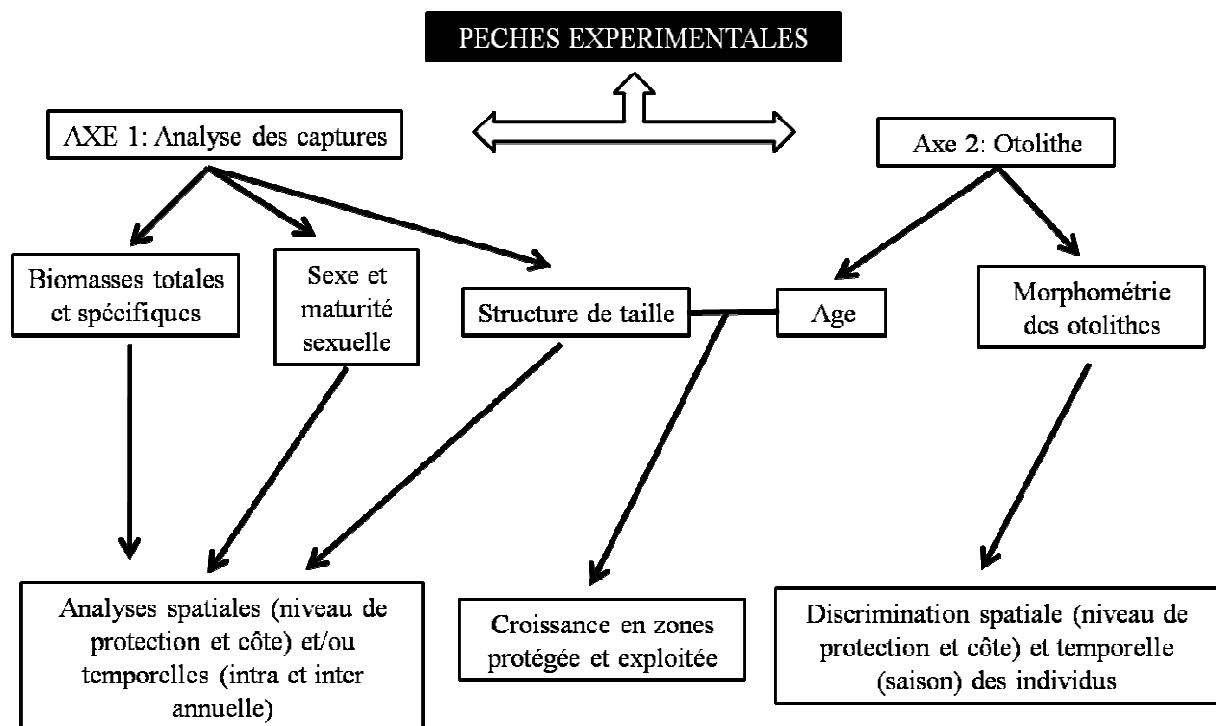 PECHES EXPERIMENTALES
AXE 1: Analyse des captures
Axe 2: Otolithe
Biomasses totales
et spécifiques
Sexe et
maturité
sexuelle
Structure de taille
Age
Morphométrie
des otolithes
Analyses spatiales (niveau de
protection et côte) et/ou
temporelles (intra et inter
annuelle)
Croissance en zones
protégée et exploitée
Discrimination spatiale (niveau de
protection et côte) et temporelle
(saison) des individus